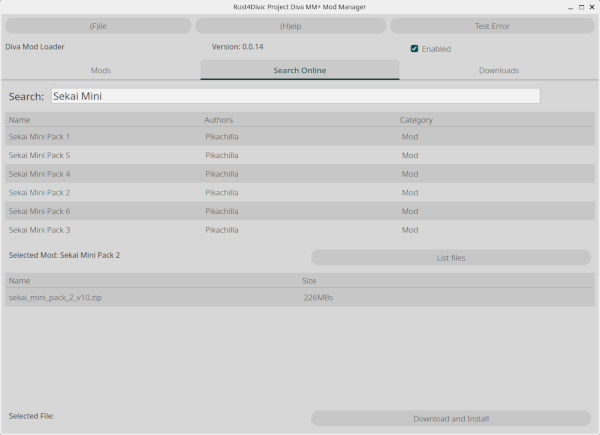 Rust4Diva: Project Diva MM+ Mod Manager
(F)ile (H)elp Test Error
Diva Mod Loader Version: 0.0.14 Enabled
Mods Search Online Downloads
Search: Sekai Mini
Name Authors Category
Sekai Mini Pack 1 Pikachilla Mod
Sekai Mini Pack 5 Pikachilla Mod
Sekai Mini Pack 4 Pikachilla Mod
Sekai Mini Pack 2 Pikachilla Mod
Sekai Mini Pack 6 Pikachilla Mod
Sekai Mini Pack 3 Pikachilla Mod
Selected Mod: Sekai Mini Pack 2 List files
Name Size
sekai_mini_pack_2_v10.zip 226MBs
Selected File: Download and Install